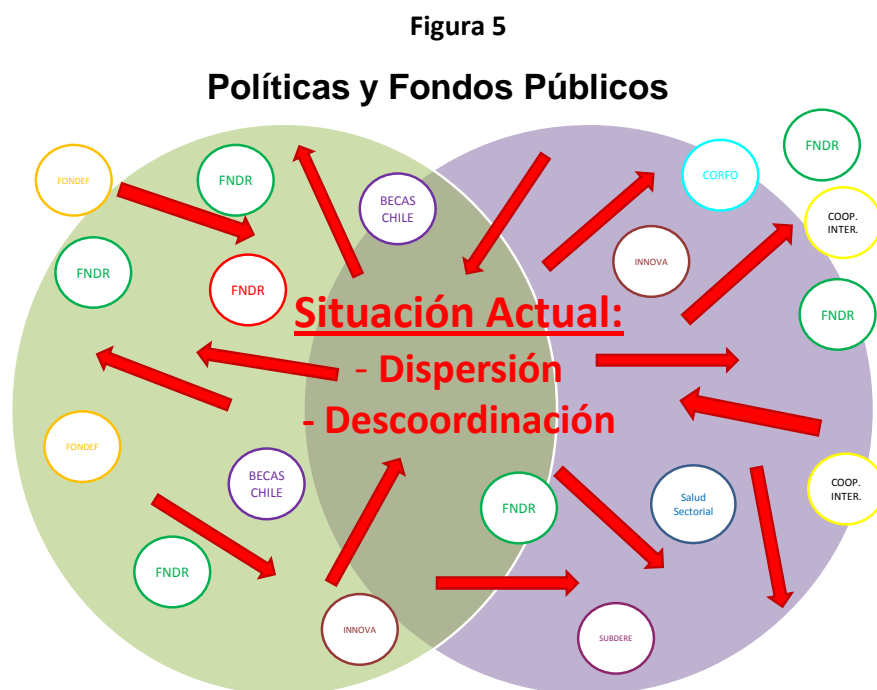 Figura 5
Políticas y Fondos Públicos
FNDR
FONDEF
FNDR
BECAS
CHILE
CORFO
COOP.
INTER.
FNDR
FNDR
INNOVA
FNDR
Situación Actual:
- Dispersión
- Descoordinación
FONDEF
BECAS
CHILE
FNDR
Salud
Sectorial
COOP.
INTER.
FNDR
INNOVA
SUBDERE